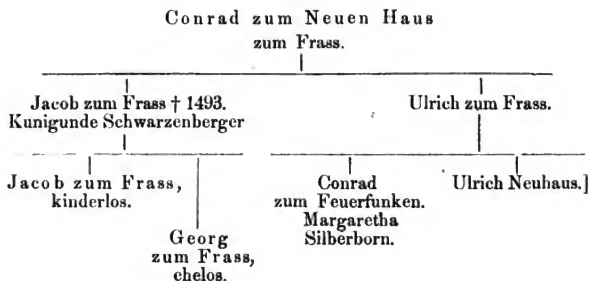 Conrad zum Neuen Haus
zum Frass.
Jacob zum Frass † 1493.
Kunigunde Schwarzenberger
Ulrich zum Frass.
Jacob zum Frass,
kinderlos.
Georg
zum Frass,
ehelos.
Conrad
zum Feuerfunken.
Margaretha
Silberborn.
Ulrich Neuhaus.]